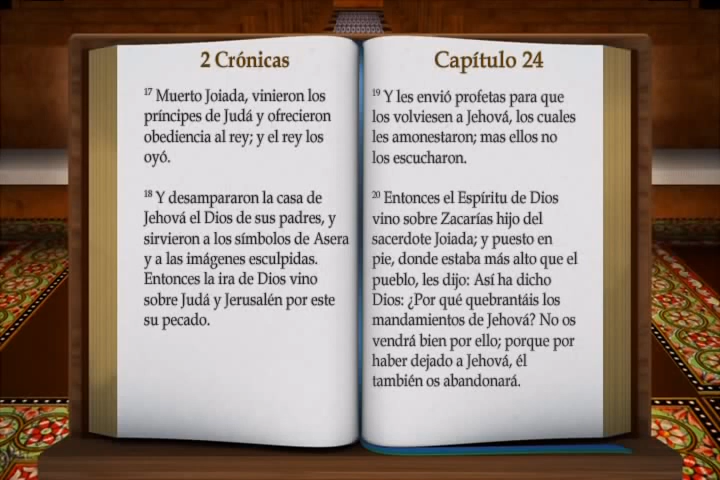 2 Crónicas
17 Muerto Joiada, vinieron los
príncipes de Judá y ofrecieron
obediencia al rey; y el rey los
oyó.
18 Y desampararon la casa de
Jehová el Dios de sus padres, y
sirvieron a los símbolos de Asera
y a las imágenes esculpidas.
Entonces la ira de Dios vino
sobre Judá y Jerusalén por este
su pecado.
Capítulo 24
19 Y les envió profetas para que
los volviesen a Jehová, los cuales
les amonestaron; mas ellos no
los escucharon.
20 Entonces el Espíritu de Dios
vino sobre Zacarías hijo del
sacerdote Joiada; y puesto en
pie, donde estaba más alto que el
pueblo, les dijo: Así ha dicho
Dios: ¿Por qué quebrantáis los
mandamientos de Jehová? No os
vendrá bien por ello; porque por
haber dejado a Jehová, él
también os abandonará.